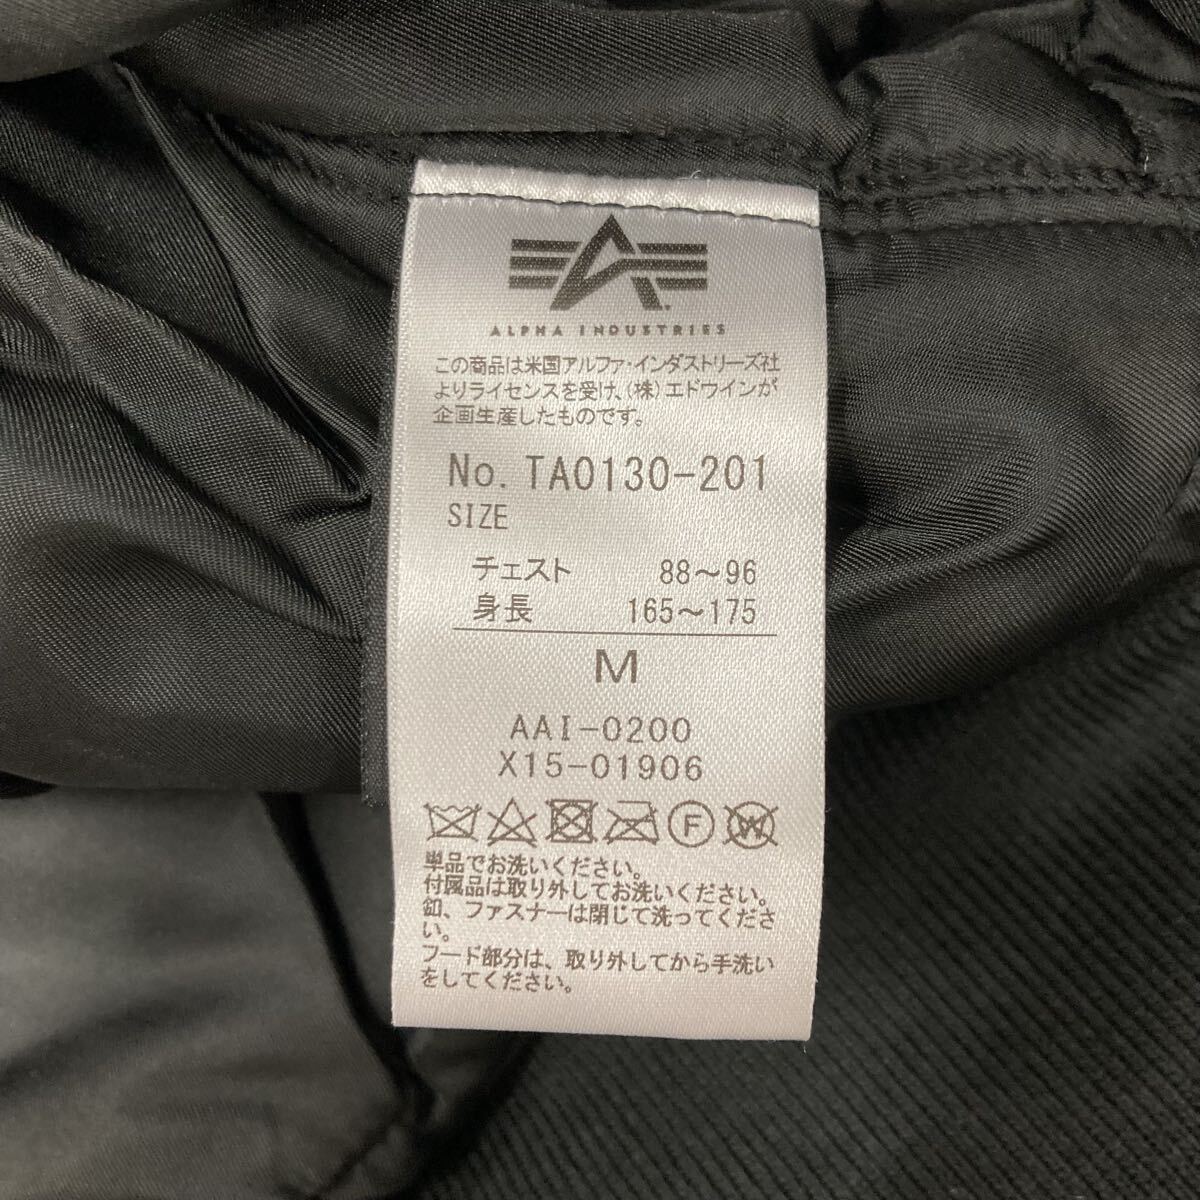 ALPHA INDUSTRIES
この商品は米国アルファ・インダストリーズ社
よりライセンスを受け、(株)エドウインが
企画生産したものです。
No. TA0130-201
SIZE
チェスト 88〜96
身長 165〜175
M
AAI-0200
X15-01906
F W
単品でお洗いください。
付属品は取り外してお洗いください。
釦、ファスナーは閉じて洗ってくださ
い。
フード部分は、取り外してから手洗い
をしてください。